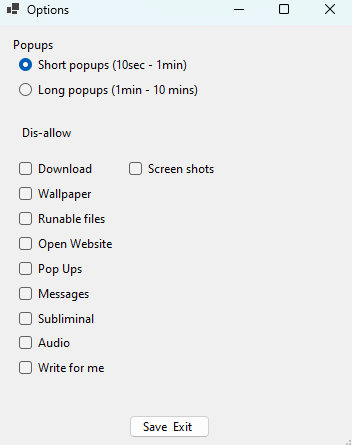 Options
Popups
Short popups (10sec - 1min)
Long popups (1min - 10 mins)
Dis-allow
Download Screen shots
Wallpaper
Runable files
Open Website
Pop Ups
Messages
Subliminal
Audio
Write for me
Save Exit